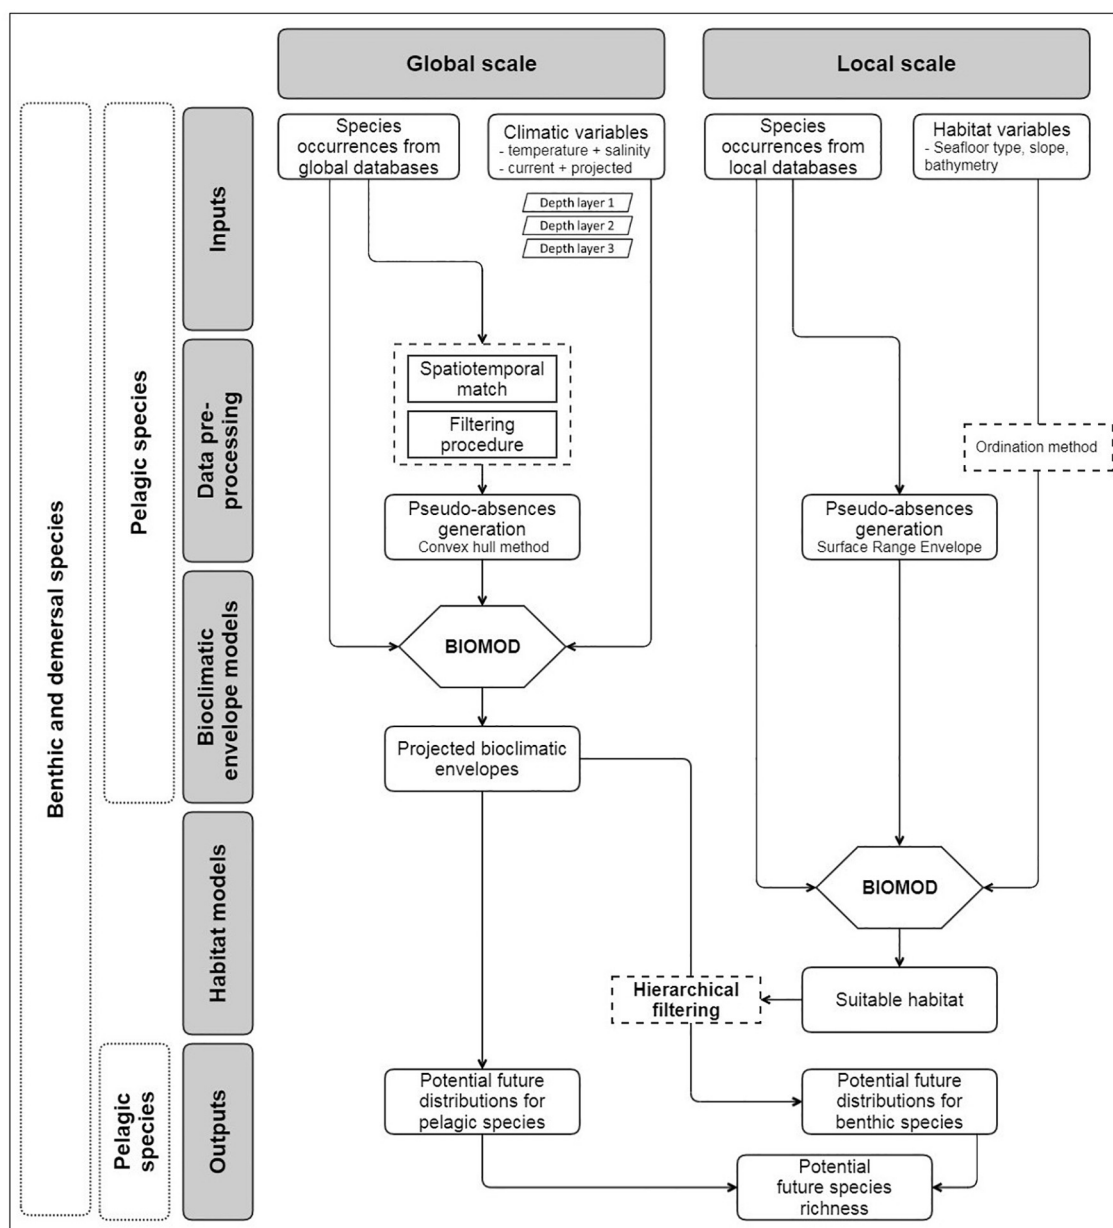 Global scale
Local scale
Species
occurrences from
global databases
Climatic variables
- temperature + salinity
- current + projected
Depth layer 1
Depth layer 2
Depth layer 3
Species
occurrences from
local databases
Habitat variables
- Seafloor type, slope,
bathymetry
Benthic and demersal species
Pelagic species
Inputs
Data pre-
processing
Bioclimatic
envelope models
Habitat models
Pelagic
species
Outputs
Spatiotemporal
match
Filtering
procedure
Ordination method
Pseudo-absences
generation
Convex hull method
Pseudo-absences
generation
Surface Range Envelope
BIOMOD
Projected bioclimatic
envelopes
BIOMOD
Hierarchical
filtering
Suitable habitat
Potential future
distributions for
pelagic species
Potential future
distributions for
benthic species
Potential
future species
richness